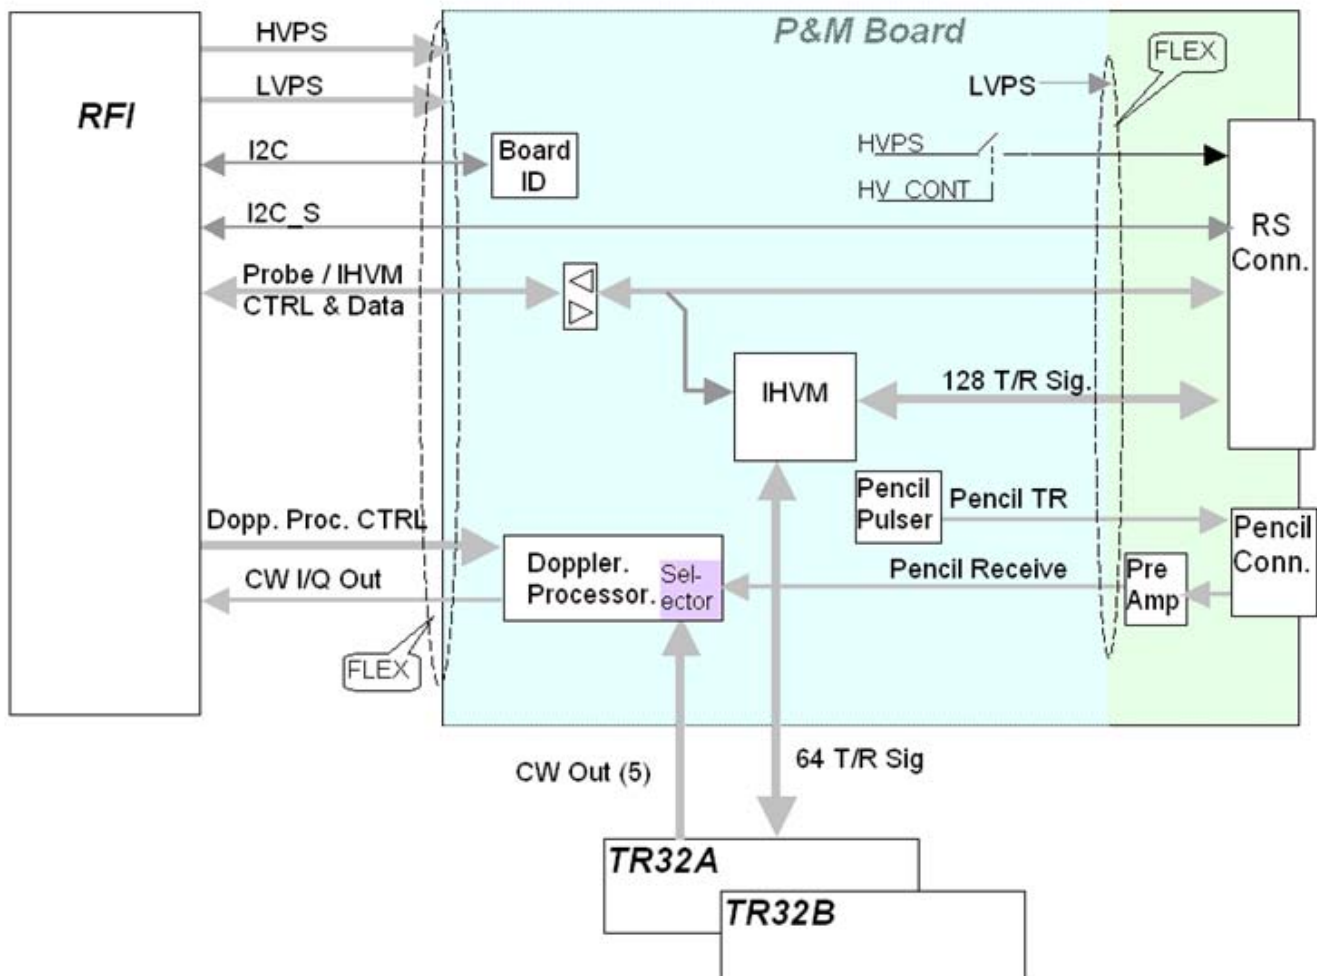 P&M Board
HVPS
FLEX
LVPS
LVPS
RFI
I2C
Board
ID
HVPS
HV_CONT
I2C_S
RS
Conn.
Probe / IHVM
CTRL & Data
IHVM
128 T/R Sig.
Pencil
Pulser
Pencil TR
Pencil
Conn.
Dopp. Proc. CTRL
Doppler.
Processor.
Sel-
ector
Pencil Receive
Pre
Amp
CW I/Q Out
FLEX
CW Out (5)
64 T/R Sig
TR32A
TR32B